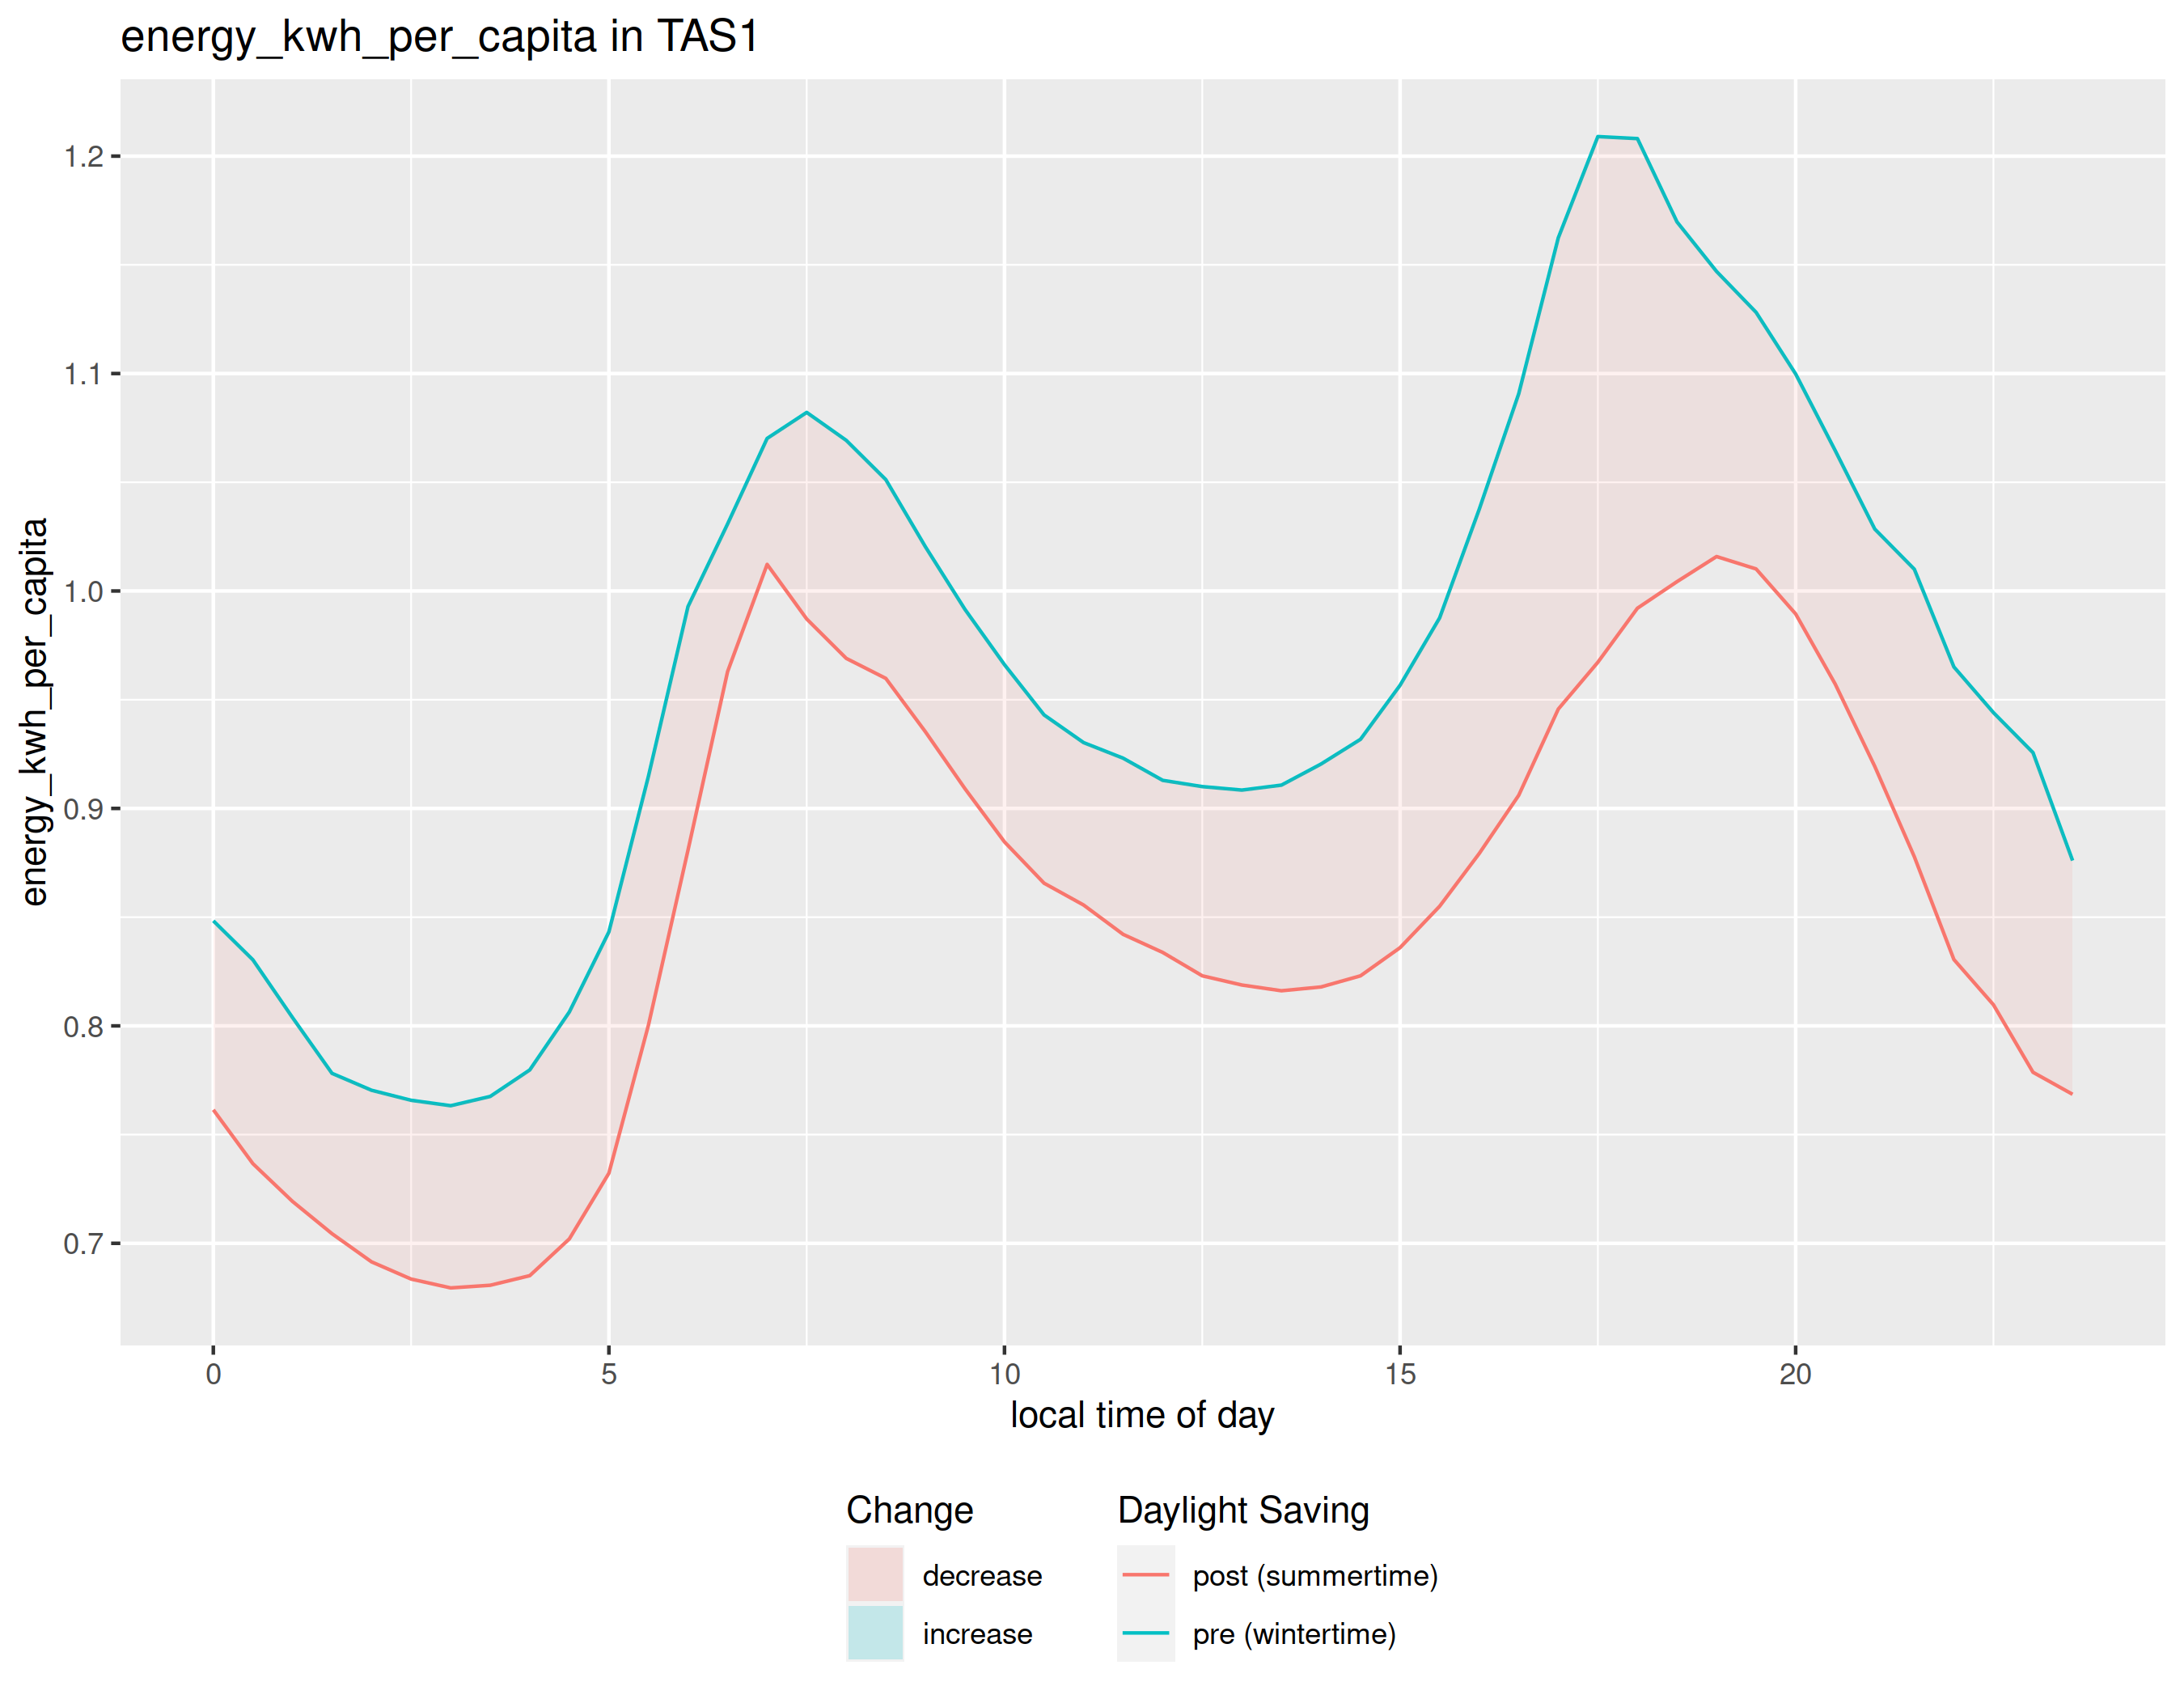 energy_kwh_per_capita in TAS1
energy_kwh_per_capita
1.2
1.1
1.0
0.9
0.8
0.7
0 5 10 15 20
local time of day
Change
decrease
increase
Daylight Saving
post (summertime)
pre (wintertime)